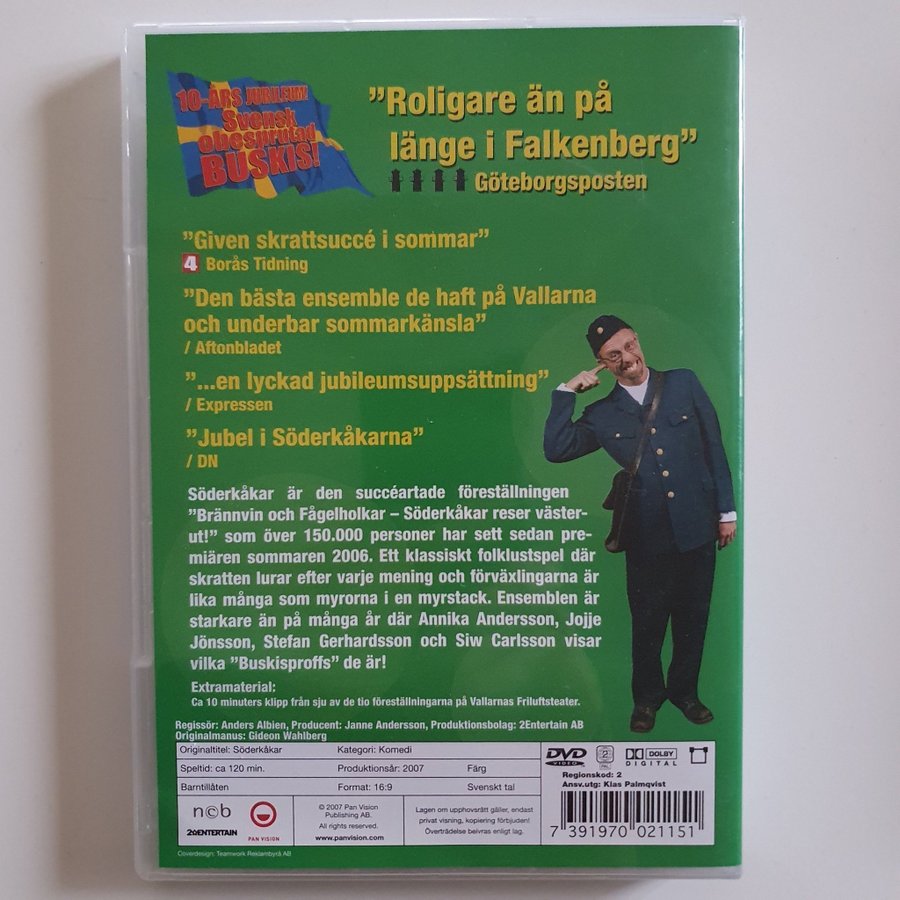 10-ÅRS JUBILEUM!
Svensk
obesprutad
BUSKIS!
”Roligare än på
länge i Falkenberg”
Göteborgsposten
”Given skrattsuccé i sommar”
4 Borås Tidning
”Den bästa ensemble de haft på Vallarna
och underbar sommarkänsla”
/ Aftonbladet
”...en lyckad jubileumsuppsättning”
/ Expressen
”Jubel i Söderkåkarna”
/ DN
Söderkåkar är den succéartade föreställningen
”Brännvin och Fågelholkar – Söderkåkar reser väster-
ut!” som över 150.000 personer har sett sedan pre-
miären sommaren 2006. Ett klassiskt folklustspel där
skratten lurar efter varje mening och förväxlingarna är
lika många som myrorna i en myrstack. Ensemblen är
starkare än på många år där Annika Andersson, Jojje
Jönsson, Stefan Gerhardsson och Siw Carlsson visar
vilka ”Buskisproffs” de är!
Extramaterial:
Ca 10 minuters klipp från sju av de tio föreställningarna på Vallarnas Friluftsteater.
Regissör: Anders Albien, Producent: Janne Andersson, Produktionsbolag: 2Entertain AB
Originalmanus: Gideon Wahlberg
Originaltitel: Söderkåkar Kategori: Komedi
Speltid: ca 120 min. Produktionsår: 2007 Färg
Barntillåten Format: 16:9 Svenskt tal
DVD VIDEO 2 PAL DOLBY DIGITAL
Regionskod: 2
Ansv.utg: Klas Palmqvist
ncb
2ENTERTAIN
PAN VISION
© 2007 Pan Vision
Publishing AB.
All rights reserved.
www.panvision.com
Lagen om upphovsrätt gäller, endast
privat visning, kopiering förbjuden!
Överträdelse beivras enligt lag.
7 391970 021151
Coverdesign: Teamwork Reklambyrå AB